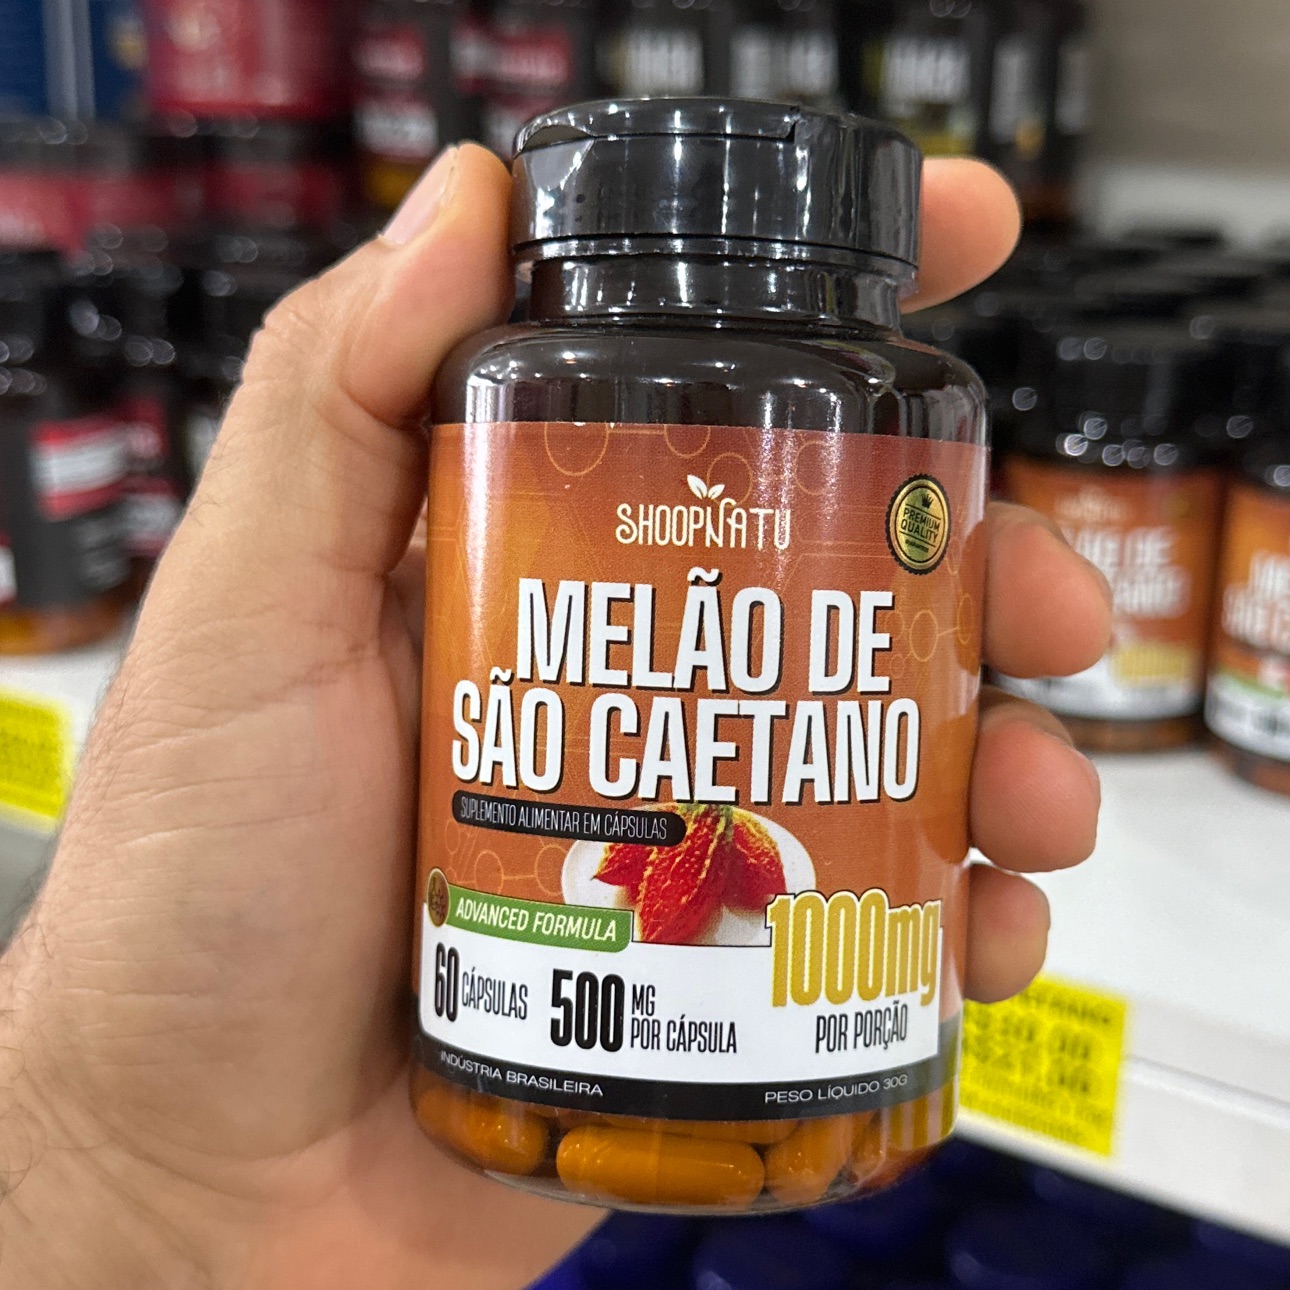 SHOOPNATU
PREMIUM
QUALITY
MELÃO DE
SÃO CAETANO
SUPLEMENTO ALIMENTAR EM CÁPSULAS
ADVANCED FORMULA
60 CÁPSULAS
500 MG
POR CÁPSULA
1000mg
POR PORÇÃO
INDÚSTRIA BRASILEIRA
PESO LÍQUIDO 30G